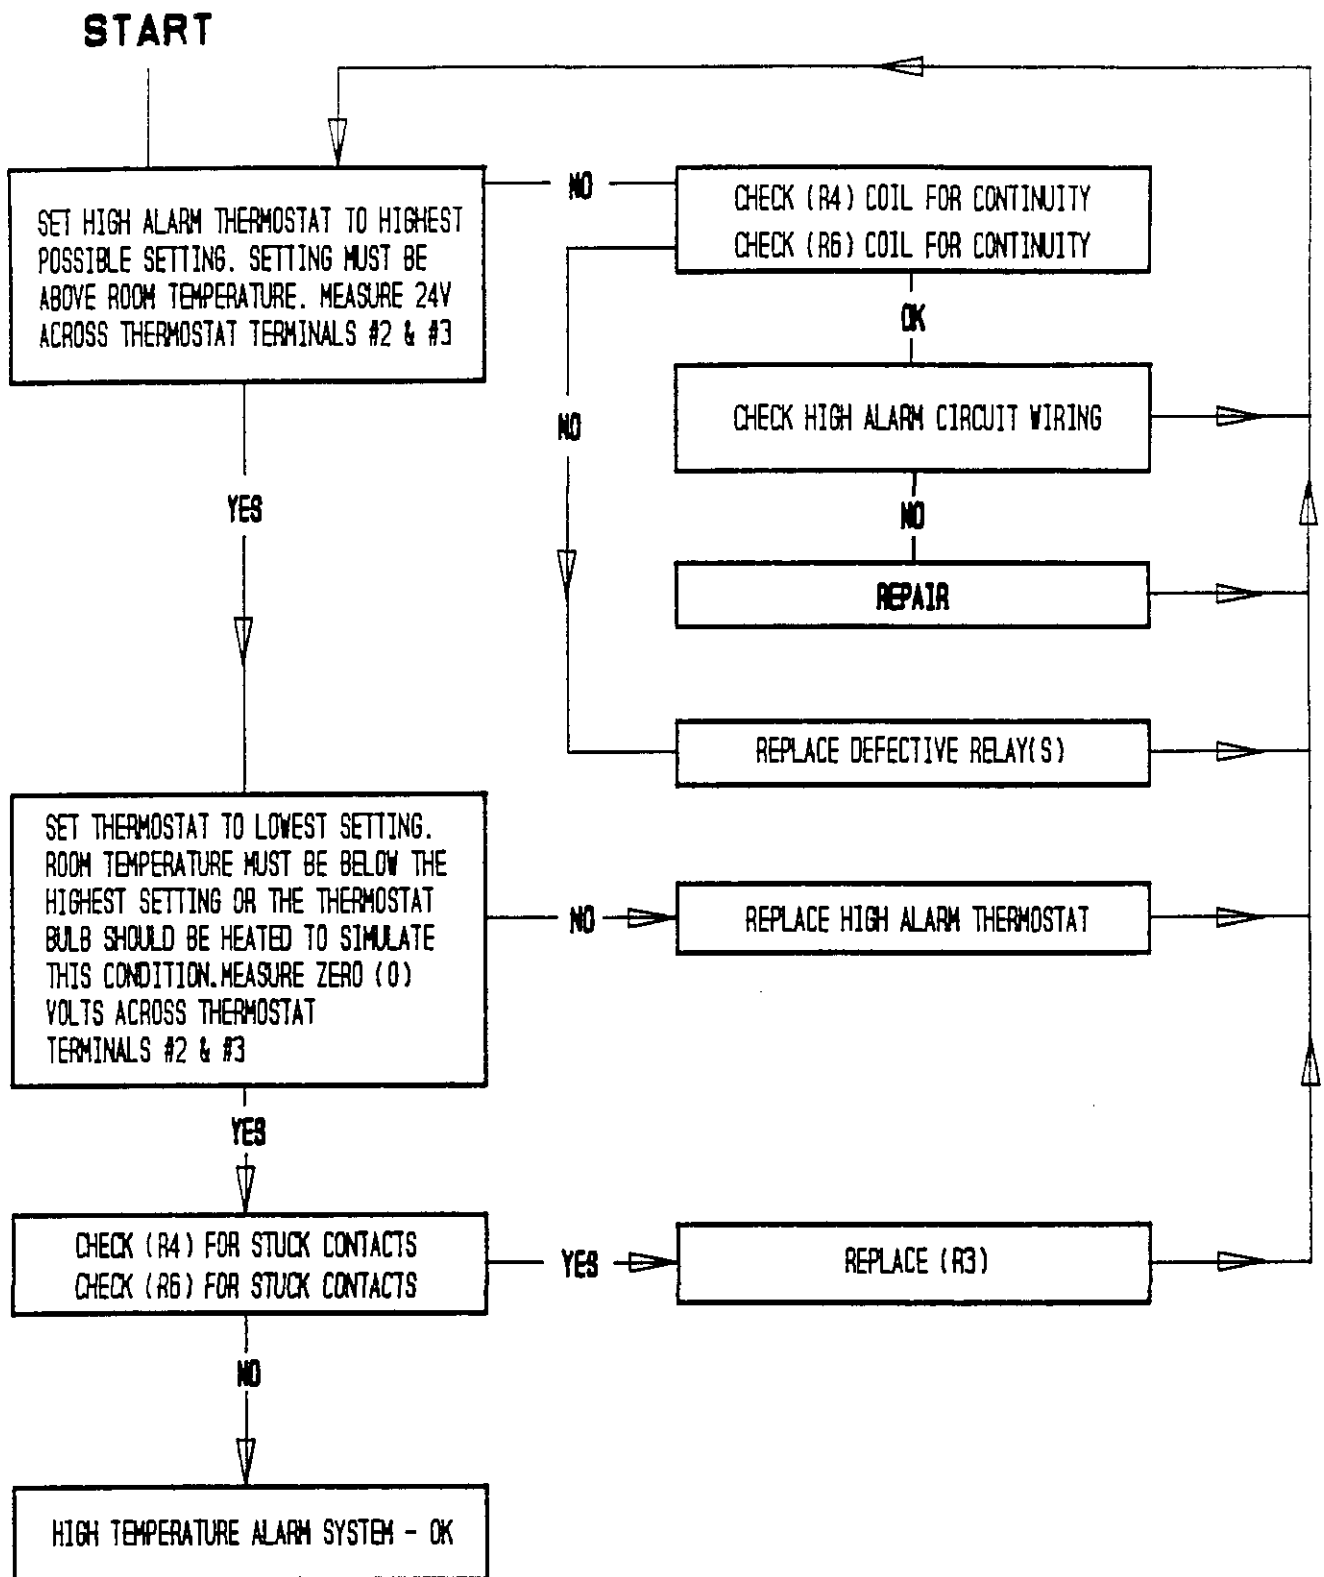 START
NO
SET HIGH ALARM THERMOSTAT TO HIGHEST
POSSIBLE SETTING. SETTING MUST BE
ABOVE ROOM TEMPERATURE. MEASURE 24V
ACROSS THERMOSTAT TERMINALS #2 & #3
CHECK (R4) COIL FOR CONTINUITY
CHECK (R6) COIL FOR CONTINUITY
OK
CHECK HIGH ALARM CIRCUIT WIRING
NO
YES
NO
REPAIR
REPLACE DEFECTIVE RELAY(S)
SET THERMOSTAT TO LOWEST SETTING.
ROOM TEMPERATURE MUST BE BELOW THE
HIGHEST SETTING OR THE THERMOSTAT
BULB SHOULD BE HEATED TO SIMULATE
THIS CONDITION.MEASURE ZERO (0)
VOLTS ACROSS THERMOSTAT
TERMINALS #2 & #3
NO
REPLACE HIGH ALARM THERMOSTAT
YES
CHECK (R4) FOR STUCK CONTACTS
CHECK (R6) FOR STUCK CONTACTS
YES
REPLACE (R3)
NO
HIGH TEMPERATURE ALARM SYSTEM - OK